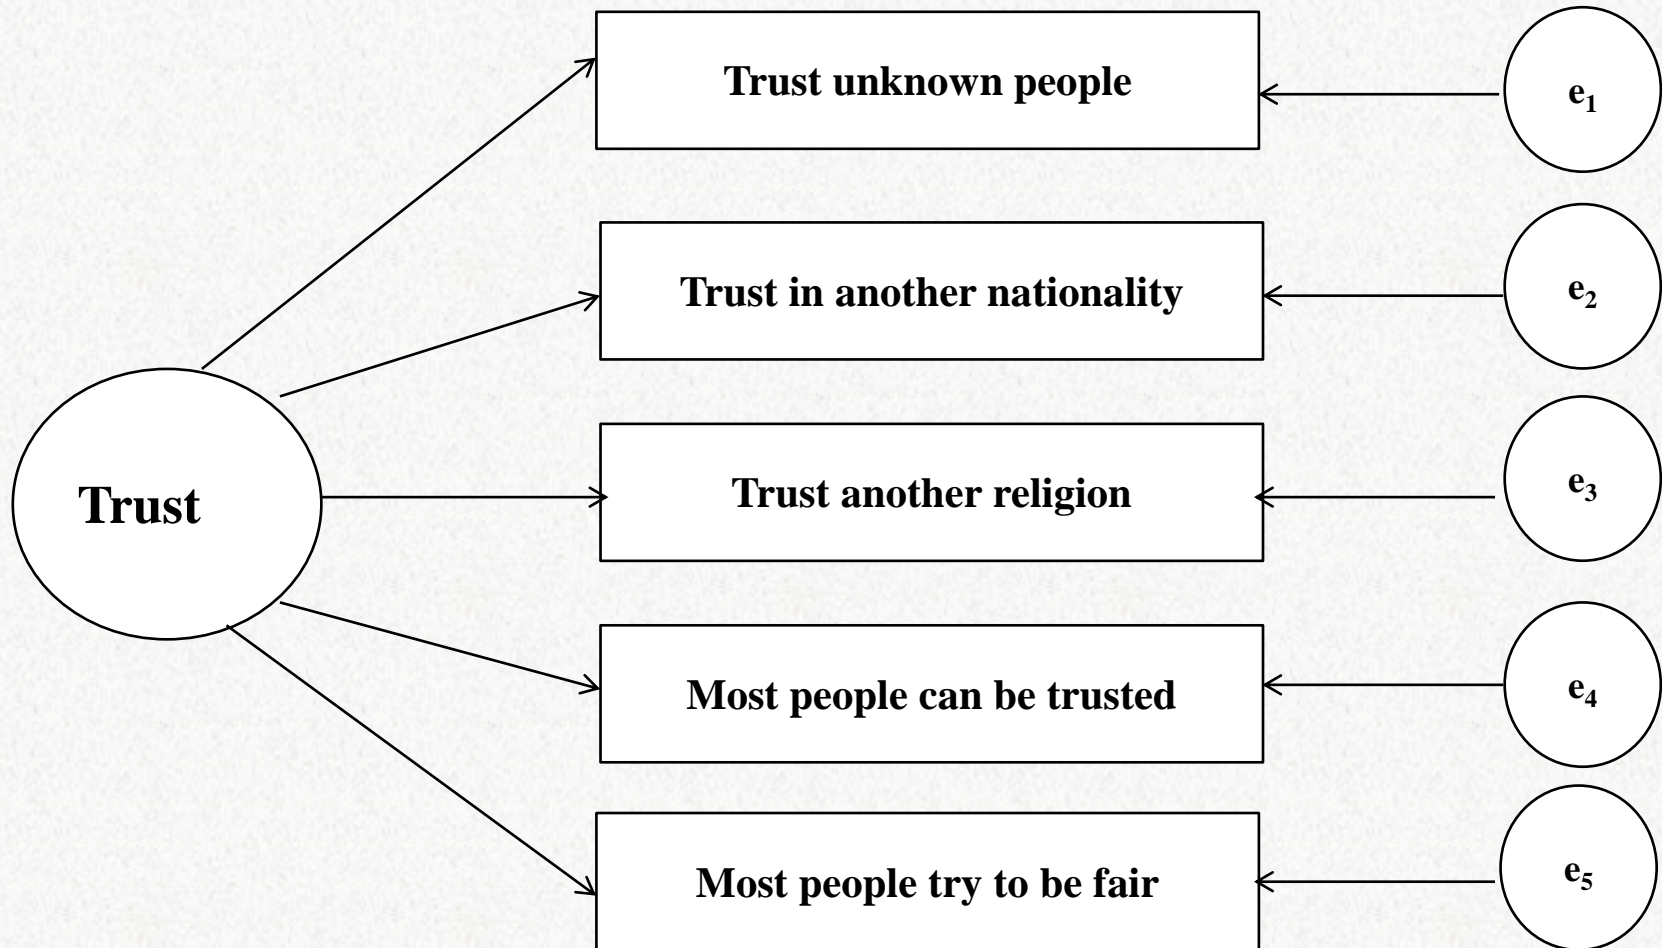 Trust unknown people
e₁
Trust in another nationality
e₂
Trust another religion
e₃
Trust
Most people can be trusted
e₄
Most people try to be fair
e₅